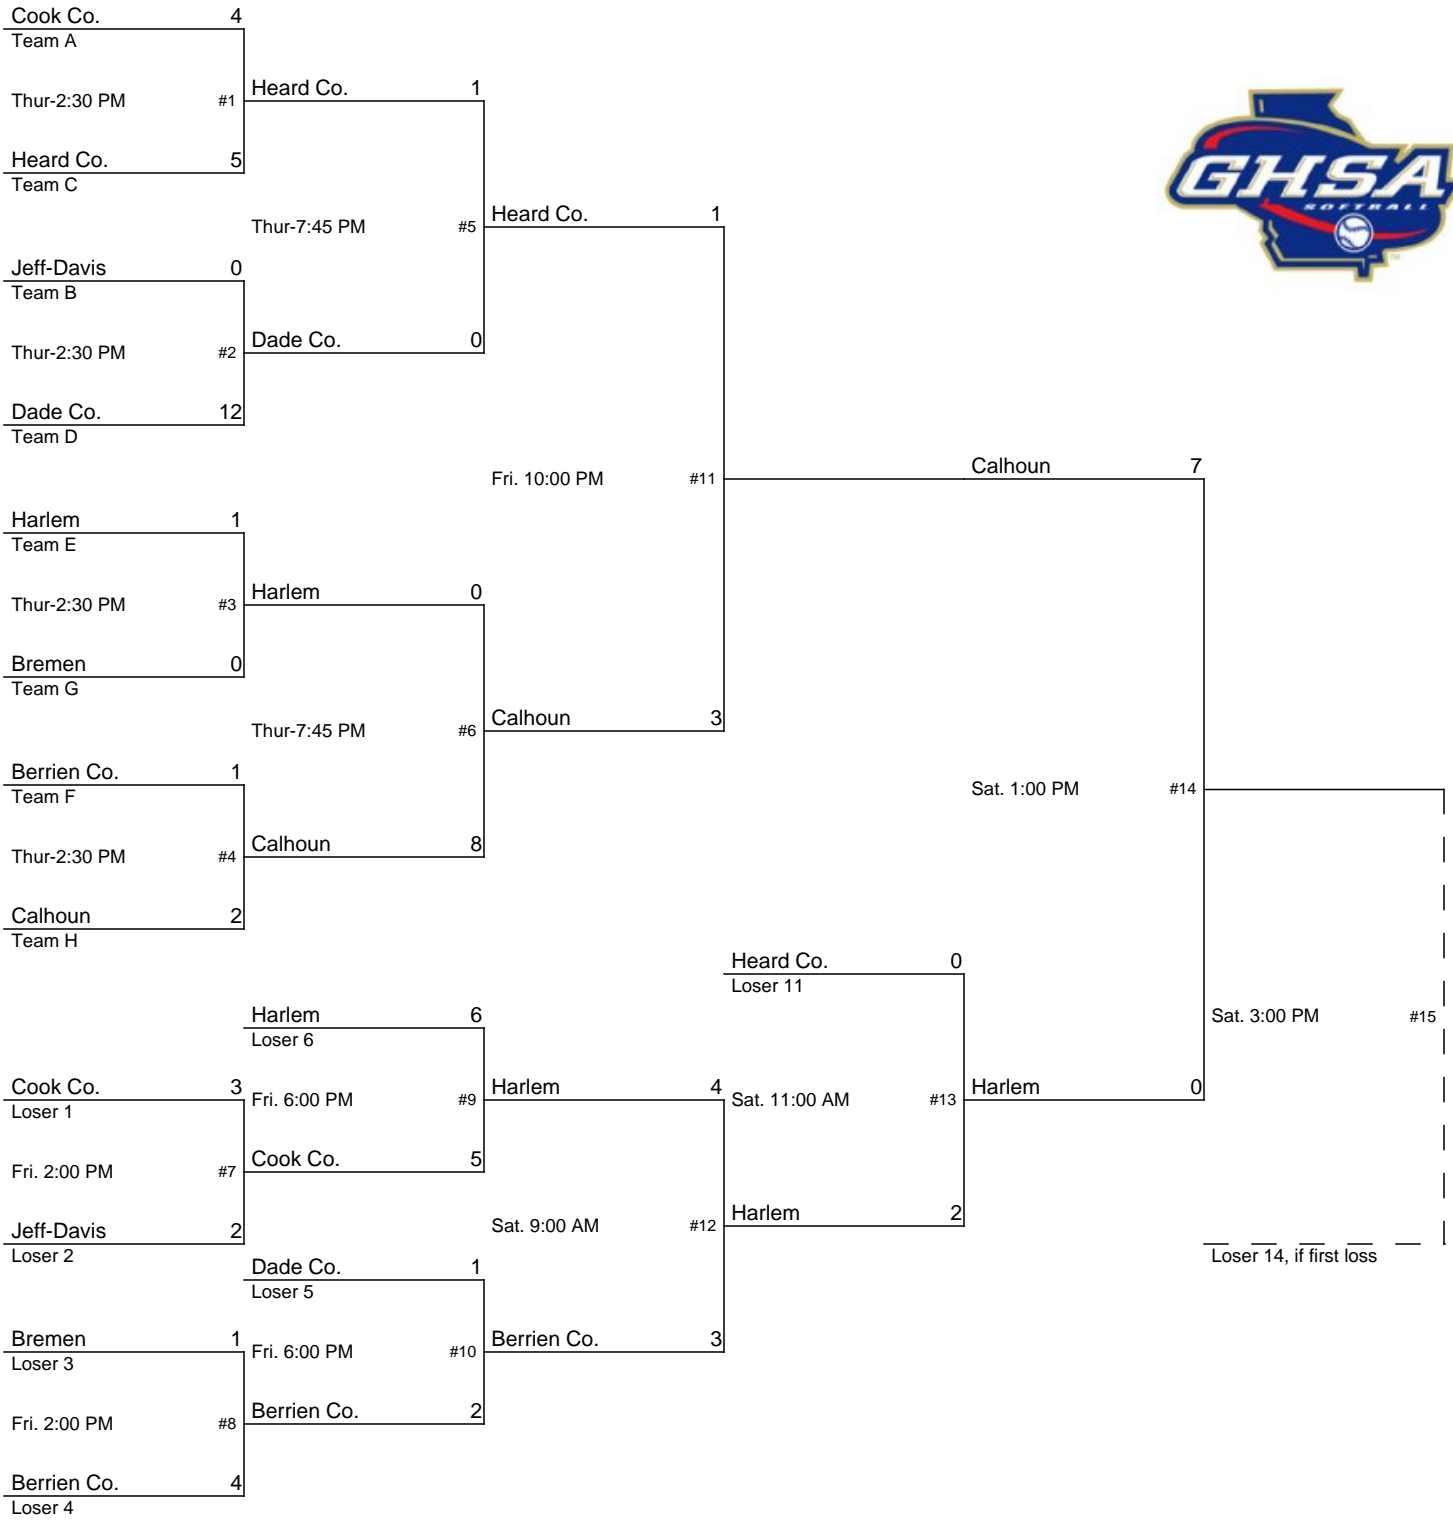 Cook Co. 4
Team A
Thur-2:30 PM #1
Heard Co. 5
Team C
Jeff-Davis 0
Team B
Thur-2:30 PM #2
Dade Co. 12
Team D
Harlem 1
Team E
Thur-2:30 PM #3
Bremen 0
Team G
Berrien Co. 1
Team F
Thur-2:30 PM #4
Calhoun 2
Team H
Heard Co. 1
Thur-7:45 PM #5
Dade Co. 0
Harlem 0
Thur-7:45 PM #6
Calhoun 8
Heard Co. 1
Fri. 10:00 PM #11
Calhoun 3
Calhoun 7
Sat. 1:00 PM #14
Harlem 0
GHSA
SOFTBALL
TM
Cook Co. 3
Loser 1
Fri. 2:00 PM #7
Jeff-Davis 2
Loser 2
Bremen 1
Loser 3
Fri. 2:00 PM #8
Berrien Co. 4
Loser 4
Harlem 6
Loser 6
Fri. 6:00 PM #9
Cook Co. 5
Dade Co. 1
Loser 5
Fri. 6:00 PM #10
Berrien Co. 2
Harlem 4
Sat. 9:00 AM #12
Berrien Co. 3
Heard Co. 0
Loser 11
Sat. 11:00 AM #13
Harlem 2
Sat. 3:00 PM #15
Loser 14, if first loss